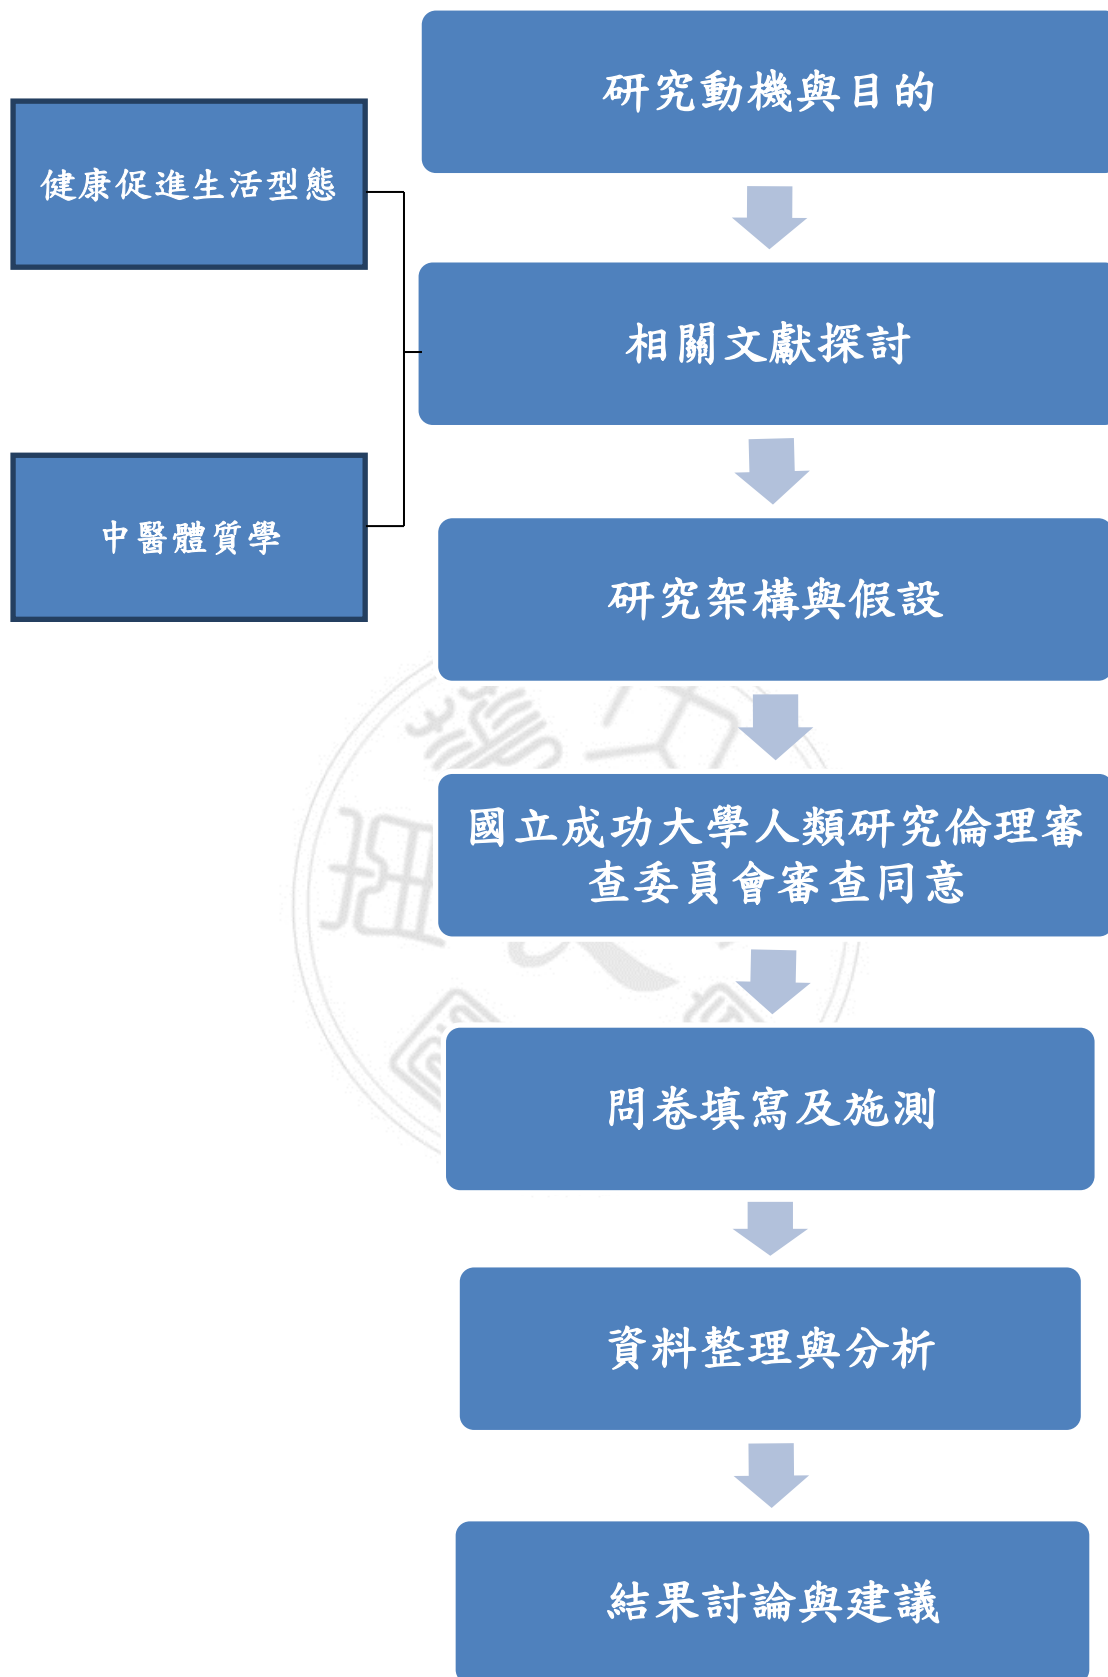 研究動機與目的
健康促進生活型態
相關文獻探討
中醫體質學
研究架構與假設
國立成功大學人類研究倫理審
查委員會審查同意
問卷填寫及施測
資料整理與分析
結果討論與建議